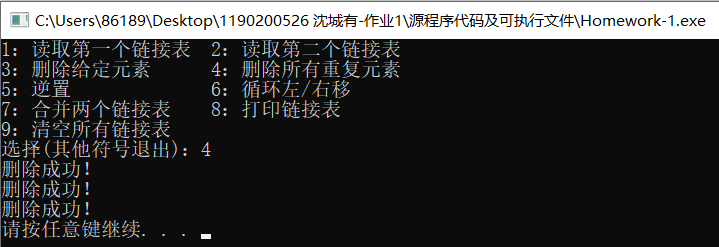 C:\Users\86189\Desktop\1190200526 沈城有-作业1\源程序代码及可执行文件\Homework-1.exe
1: 读取第一个链接表 2: 读取第二个链接表
3: 删除给定元素 4: 删除所有重复元素
5: 逆置 6: 循环左/右移
7: 合并两个链接表 8: 打印链接表
9: 清空所有链接表
选择(其他符号退出): 4
删除成功!
删除成功!
删除成功!
请按任意键继续. . .